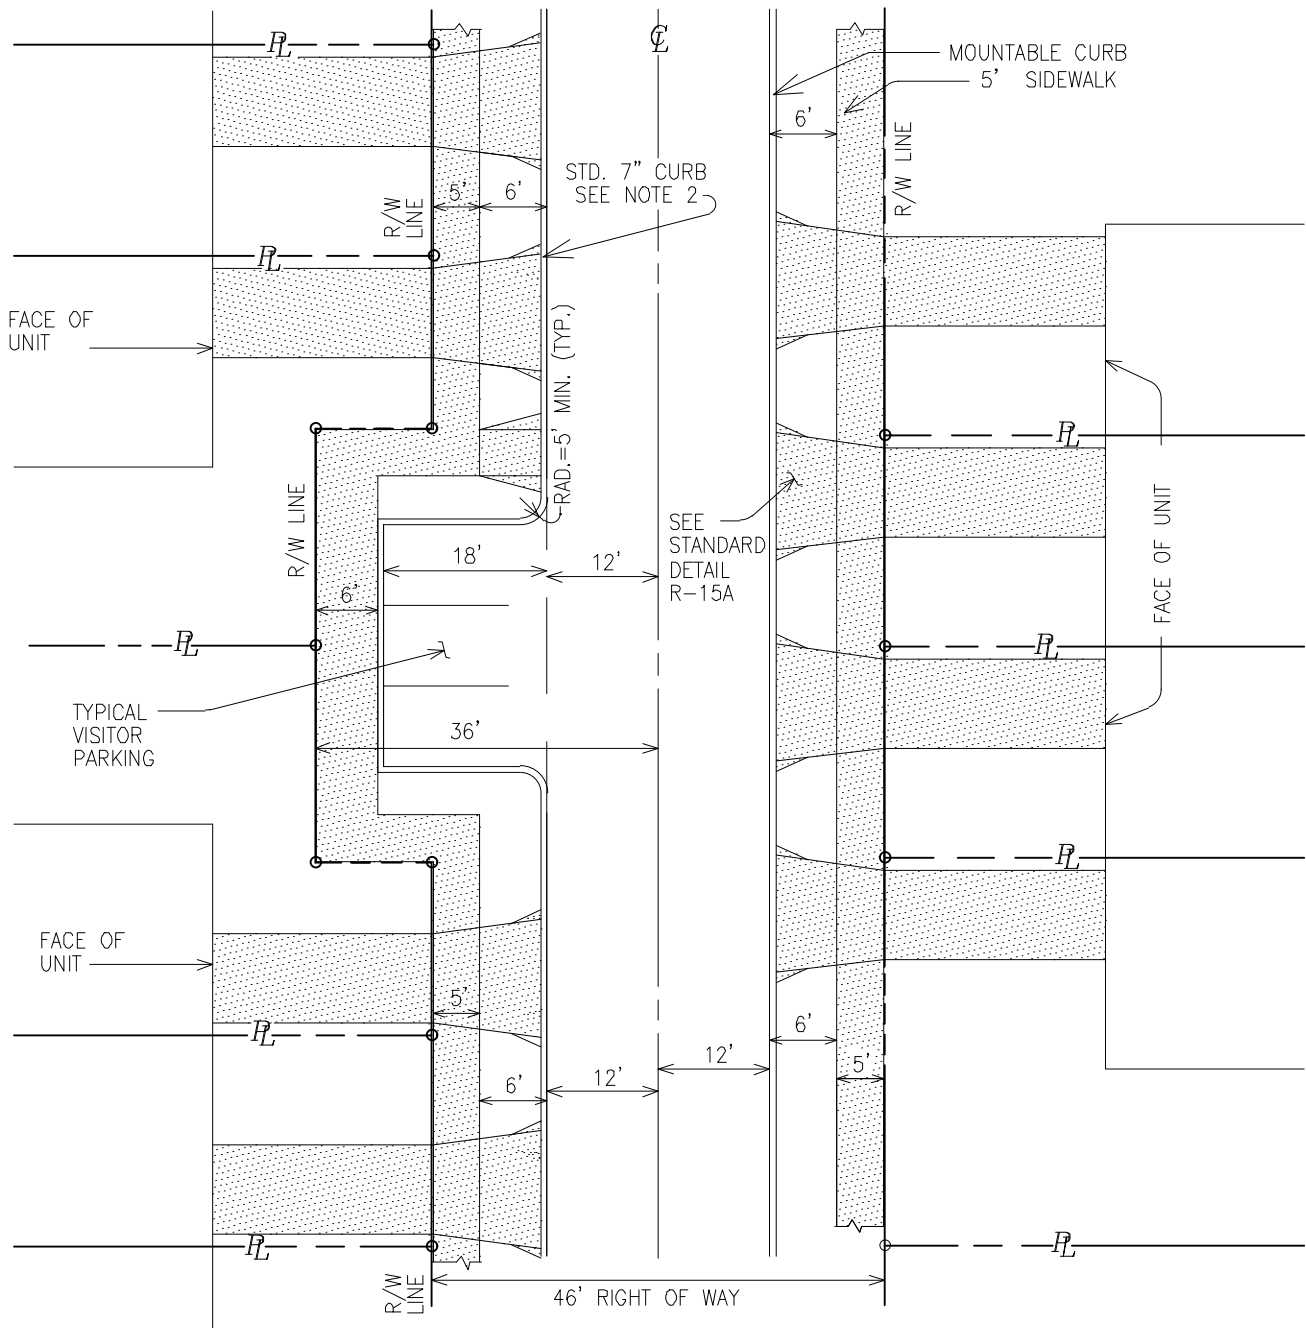 PL
CL
MOUNTABLE CURB
5' SIDEWALK
6'
R/W LINE
STD. 7" CURB
SEE NOTE 2
5'
6'
R/W
LINE
PL
FACE OF
UNIT
RAD.=5' MIN. (TYP.)
PL
FACE OF UNIT
R/W LINE
SEE
STANDARD
DETAIL
R-15A
18'
12'
6'
PL
PL
TYPICAL
VISITOR
PARKING
36'
PL
FACE OF
UNIT
5'
PL
6'
12'
12'
6'
5'
PL
PL
R/W
LINE
46' RIGHT OF WAY